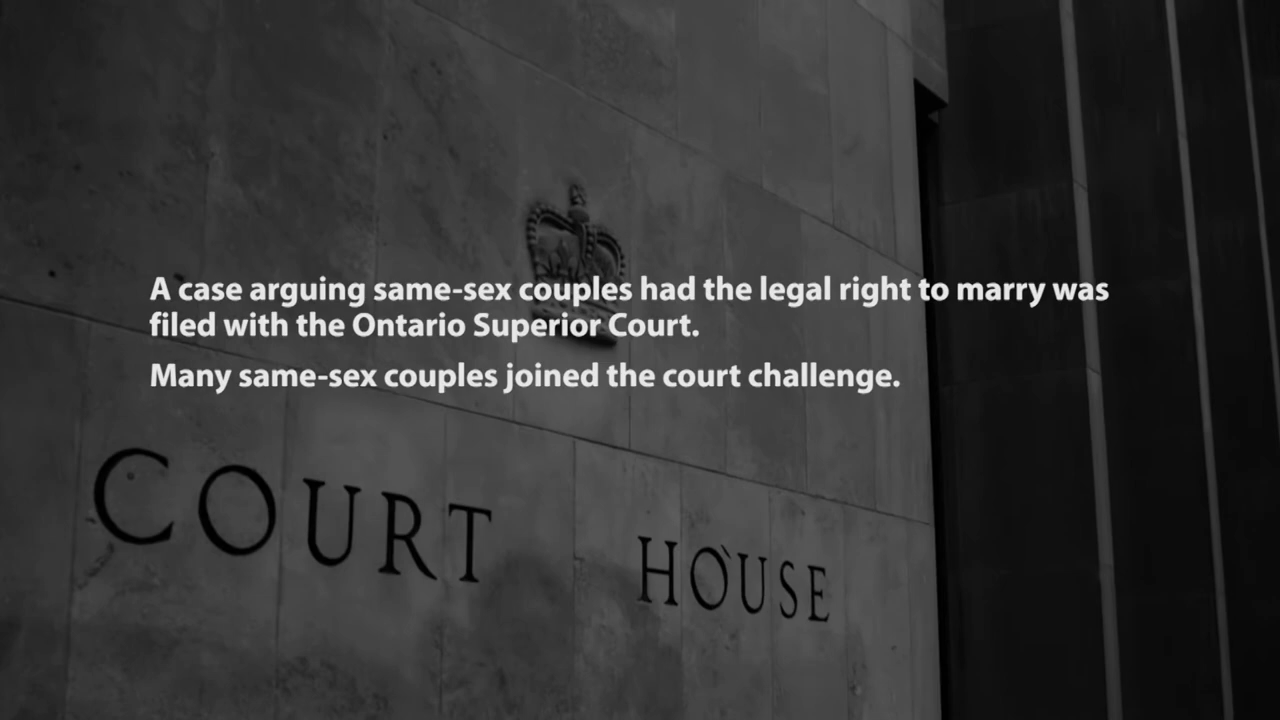 A case arguing same-sex couples had the legal right to marry was
filed with the Ontario Superior Court.
Many same-sex couples joined the court challenge.
COURT HOUSE